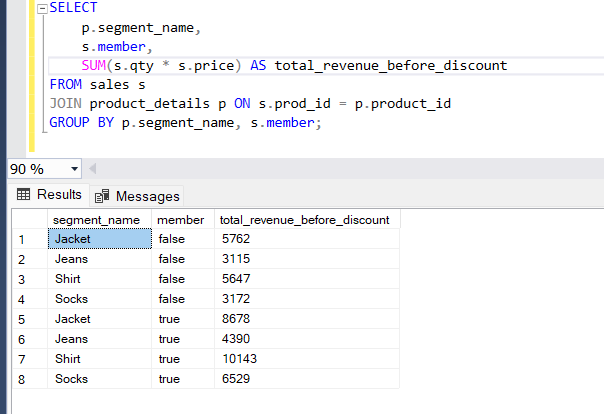 SELECT
p.segment_name,
s.member,
SUM(s.qty * s.price) AS total_revenue_before_discount
FROM sales s
JOIN product_details p ON s.prod_id = p.product_id
GROUP BY p.segment_name, s.member;
90 %
Results Messages
segment_name member total_revenue_before_discount
1 Jacket false 5762
2 Jeans false 3115
3 Shirt false 5647
4 Socks false 3172
5 Jacket true 8678
6 Jeans true 4390
7 Shirt true 10143
8 Socks true 6529